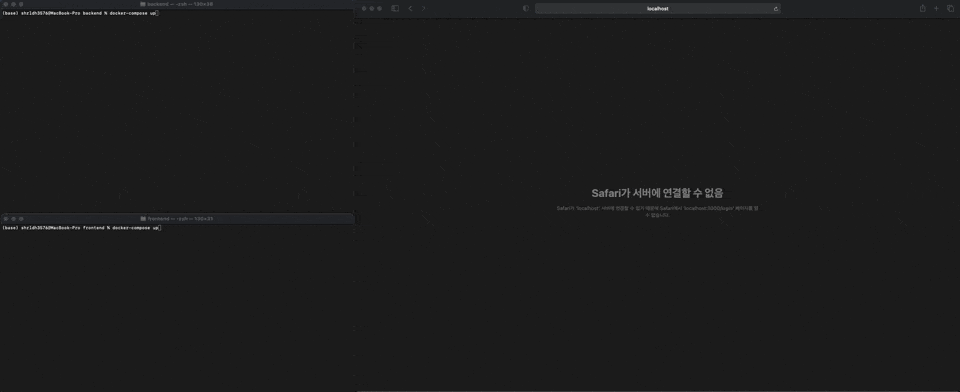 backend — -zsh — 130×28
(base) shrldh3576@MacBook-Pro backend % docker-compose up
frontend — -zsh — 130×31
(base) shrldh3576@MacBook-Pro frontend % docker-compose up
localhost
Safari가 서버에 연결할 수 없음
Safari가 'localhost' 서버에 연결할 수 없기 때문에 Safari에서 페이지를 열
수 없습니다.